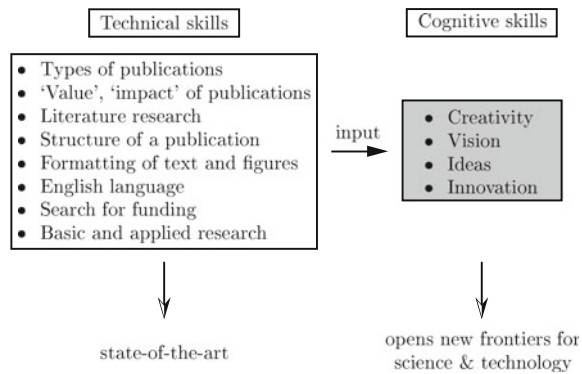 Technical skills
• Types of publications
• ‘Value’, ‘impact’ of publications
• Literature research
• Structure of a publication
• Formatting of text and figures
• English language
• Search for funding
• Basic and applied research
state-of-the-art
input
Cognitive skills
• Creativity
• Vision
• Ideas
• Innovation
opens new frontiers for
science & technology